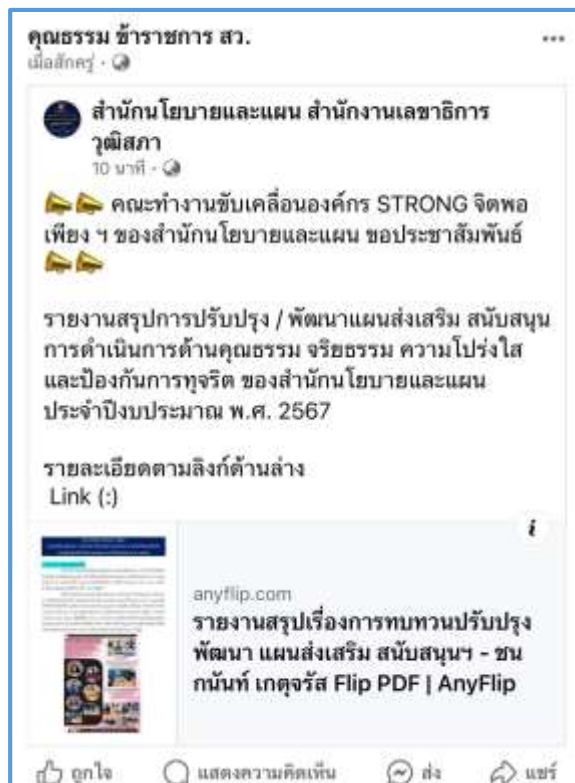 คุณธรรม ข้าราชการ สว.
เมื่อสักครู่ ·
สำนักนโยบายและแผน สำนักงานเลขาธิการ
วุฒิสภา
10 นาที ·
คณะทำงานขับเคลื่อนองค์กร STRONG จิตพอ
เพียง ฯ ของสำนักนโยบายและแผน ขอประชาสัมพันธ์
รายงานสรุปการปรับปรุง / พัฒนาแผนส่งเสริม สนับสนุน
การดำเนินการด้านคุณธรรม จริยธรรม ความโปร่งใส
และป้องกันการทุจริต ของสำนักนโยบายและแผน
ประจำปีงบประมาณ พ.ศ. 2567
รายละเอียดตามลิงก์ด้านล่าง
Link (:)
anyflip.com
รายงานสรุปเรื่องการทบทวนปรับปรุง
พัฒนา แผนส่งเสริม สนับสนุนฯ - ชน
กนันท์ เกตุจรัส Flip PDF | AnyFlip
ถูกใจ แสดงความคิดเห็น ส่ง แชร์